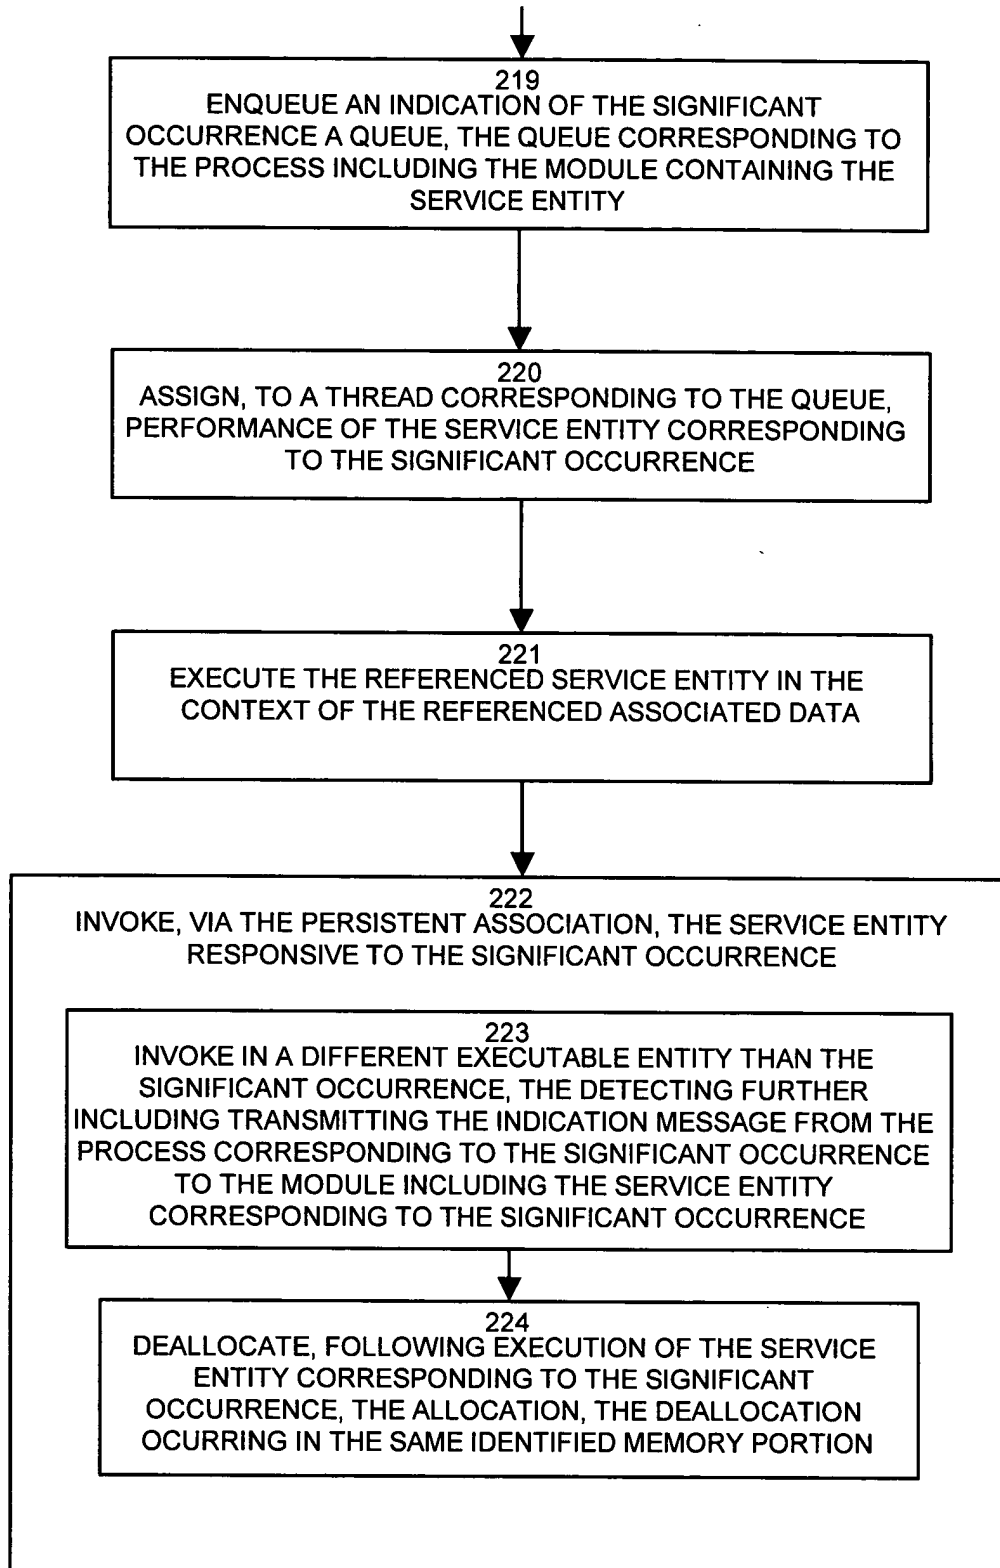 219
ENQUEUE AN INDICATION OF THE SIGNIFICANT
OCCURRENCE A QUEUE, THE QUEUE CORRESPONDING TO
THE PROCESS INCLUDING THE MODULE CONTAINING THE
SERVICE ENTITY
220
ASSIGN, TO A THREAD CORRESPONDING TO THE QUEUE,
PERFORMANCE OF THE SERVICE ENTITY CORRESPONDING
TO THE SIGNIFICANT OCCURRENCE
221
EXECUTE THE REFERENCED SERVICE ENTITY IN THE
CONTEXT OF THE REFERENCED ASSOCIATED DATA
222
INVOKE, VIA THE PERSISTENT ASSOCIATION, THE SERVICE ENTITY
RESPONSIVE TO THE SIGNIFICANT OCCURRENCE
223
INVOKE IN A DIFFERENT EXECUTABLE ENTITY THAN THE
SIGNIFICANT OCCURRENCE, THE DETECTING FURTHER
INCLUDING TRANSMITTING THE INDICATION MESSAGE FROM THE
PROCESS CORRESPONDING TO THE SIGNIFICANT OCCURRENCE
TO THE MODULE INCLUDING THE SERVICE ENTITY
CORRESPONDING TO THE SIGNIFICANT OCCURRENCE
224
DEALLOCATE, FOLLOWING EXECUTION OF THE SERVICE
ENTITY CORRESPONDING TO THE SIGNIFICANT
OCCURRENCE, THE ALLOCATION, THE DEALLOCATION
OCURRING IN THE SAME IDENTIFIED MEMORY PORTION